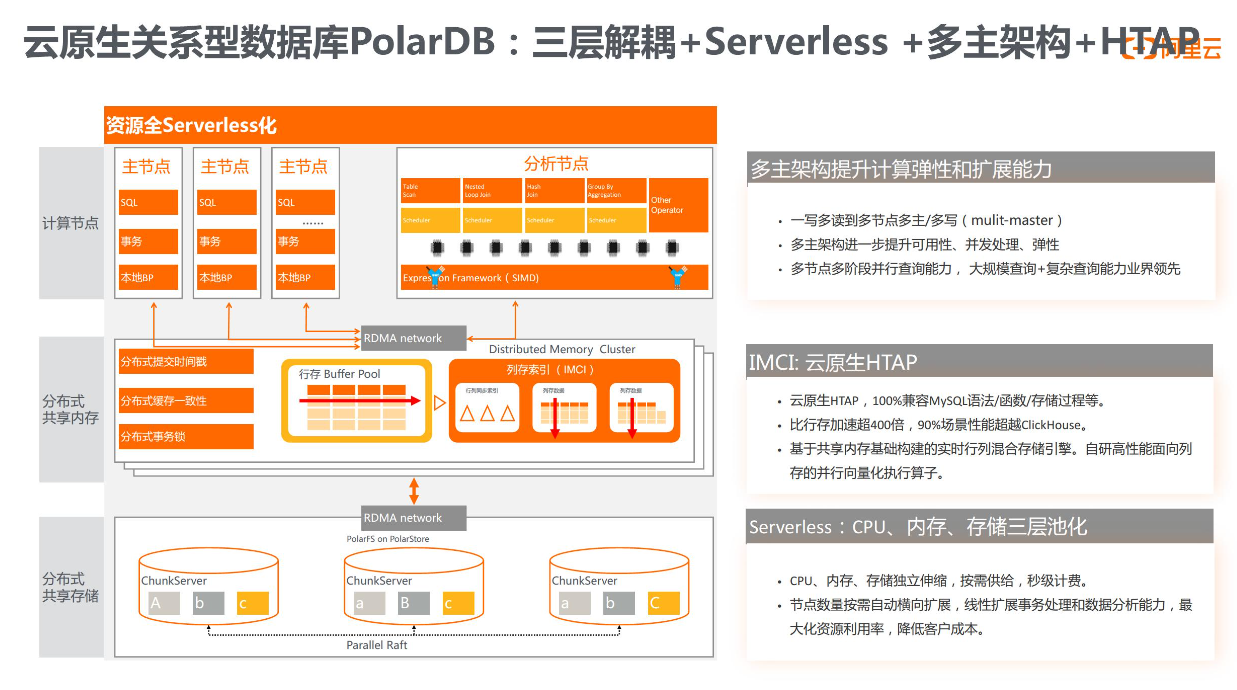 云原生关系型数据库PolarDB：三层解耦+Serverless +多主架构+HTAP
阿里云
资源全Serverless化
计算节点
主节点
SQL
事务
本地BP
主节点
SQL
事务
本地BP
主节点
SQL
······
事务
本地BP
分析节点
Table
Scan
Nested
Loop Join
Hash
Join
Group By
Aggregation
Other
Operator
Scheduler
Scheduler
Scheduler
Scheduler
Expression Framework（SIMD)
RDMA network
分布式
共享内存
分布式提交时间戳
分布式缓存一致性
分布式事务锁
Distributed Memory Cluster
行存 Buffer Pool
列存索引（IMCI）
行列同步索引
列存数据
列存数据
RDMA network
分布式
共享存储
PolarFS on PolarStore
ChunkServer
A b c
ChunkServer
a B c
ChunkServer
a b C
Parallel Raft
多主架构提升计算弹性和扩展能力
• 一写多读到多节点多主/多写（mulit-master）
• 多主架构进一步提升可用性、并发处理、弹性
• 多节点多阶段并行查询能力， 大规模查询+复杂查询能力业界领先
IMCI: 云原生HTAP
• 云原生HTAP，100%兼容MySQL语法/函数/存储过程等。
• 比行存加速超400倍，90%场景性能超越ClickHouse。
• 基于共享内存基础构建的实时行列混合存储引擎。自研高性能面向列
存的并行向量化执行算子。
Serverless：CPU、内存、存储三层池化
• CPU、内存、存储独立伸缩，按需供给，秒级计费。
• 节点数量按需自动横向扩展，线性扩展事务处理和数据分析能力，最
大化资源利用率，降低客户成本。